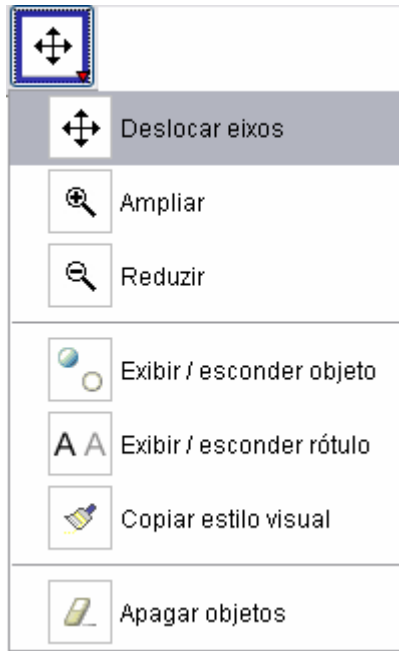 Deslocar eixos
Ampliar
Reduzir
Exibir / esconder objeto
A A Exibir / esconder rótulo
Copiar estilo visual
Apagar objetos